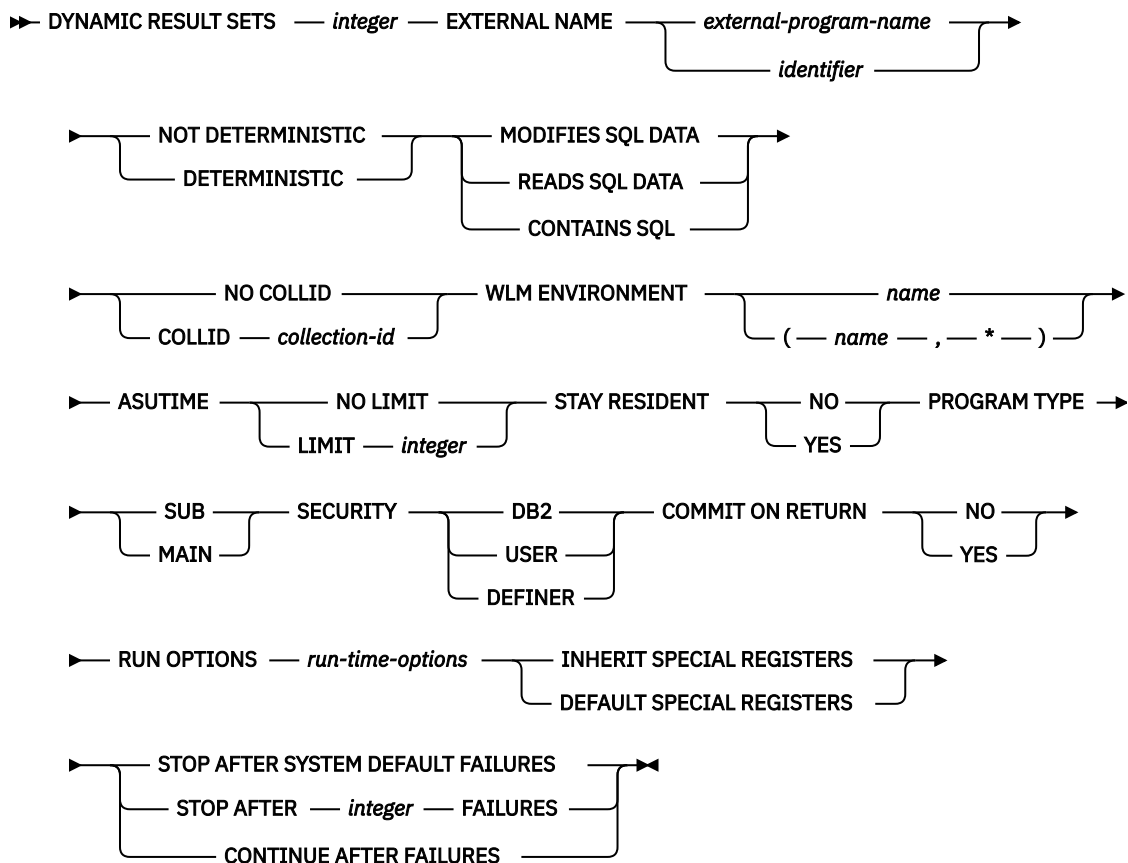 DYNAMIC RESULT SETS integer EXTERNAL NAME external-program-name
identifier
NOT DETERMINISTIC MODIFIES SQL DATA
DETERMINISTIC READS SQL DATA
CONTAINS SQL
NO COLLID WLM ENVIRONMENT name
COLLID collection-id ( name , * )
ASUTIME NO LIMIT STAY RESIDENT NO PROGRAM TYPE
LIMIT integer YES
SUB SECURITY DB2 COMMIT ON RETURN NO
MAIN USER YES
DEFINER
RUN OPTIONS run-time-options INHERIT SPECIAL REGISTERS
DEFAULT SPECIAL REGISTERS
STOP AFTER SYSTEM DEFAULT FAILURES
STOP AFTER integer FAILURES
CONTINUE AFTER FAILURES